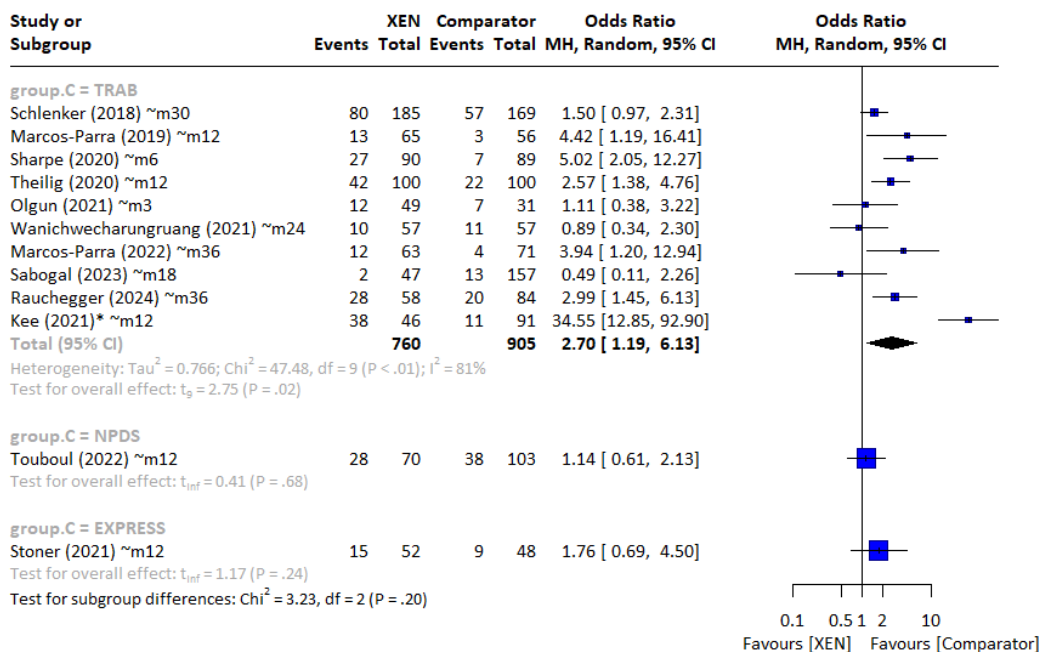 Study or XEN Comparator Odds Ratio Odds Ratio
Subgroup Events Total Events Total MH, Random, 95% CI MH, Random, 95% CI
group.C = TRAB
Schlenker (2018) ~m30 80 185 57 169 1.50 [ 0.97, 2.31]
Marcos-Parra (2019) ~m12 13 65 3 56 4.42 [ 1.19, 16.41]
Sharpe (2020) ~m6 27 90 7 89 5.02 [ 2.05, 12.27]
Theilig (2020) ~m12 42 100 22 100 2.57 [ 1.38, 4.76]
Olgun (2021) ~m3 12 49 7 31 1.11 [ 0.38, 3.22]
Wanichwecharungruang (2021) ~m24 10 57 11 57 0.89 [ 0.34, 2.30]
Marcos-Parra (2022) ~m36 12 63 4 71 3.94 [ 1.20, 12.94]
Sabogal (2023) ~m18 2 47 13 157 0.49 [ 0.11, 2.26]
Rauchegger (2024) ~m36 28 58 20 84 2.99 [ 1.45, 6.13]
Kee (2021)* ~m12 38 46 11 91 34.55 [12.85, 92.90]
Total (95% CI) 760 905 2.70 [ 1.19, 6.13]
Heterogeneity: Tau² = 0.766; Chi² = 47.48, df = 9 (P < .01); I² = 81%
Test for overall effect: t₉ = 2.75 (P = .02)
group.C = NPDS
Touboul (2022) ~m12 28 70 38 103 1.14 [ 0.61, 2.13]
Test for overall effect: tinf = 0.41 (P = .68)
group.C = EXPRESS
Stoner (2021) ~m12 15 52 9 48 1.76 [ 0.69, 4.50]
Test for overall effect: tinf = 1.17 (P = .24)
Test for subgroup differences: Chi² = 3.23, df = 2 (P = .20)
0.1 0.5 1 2 10
Favours [XEN] Favours [Comparator]